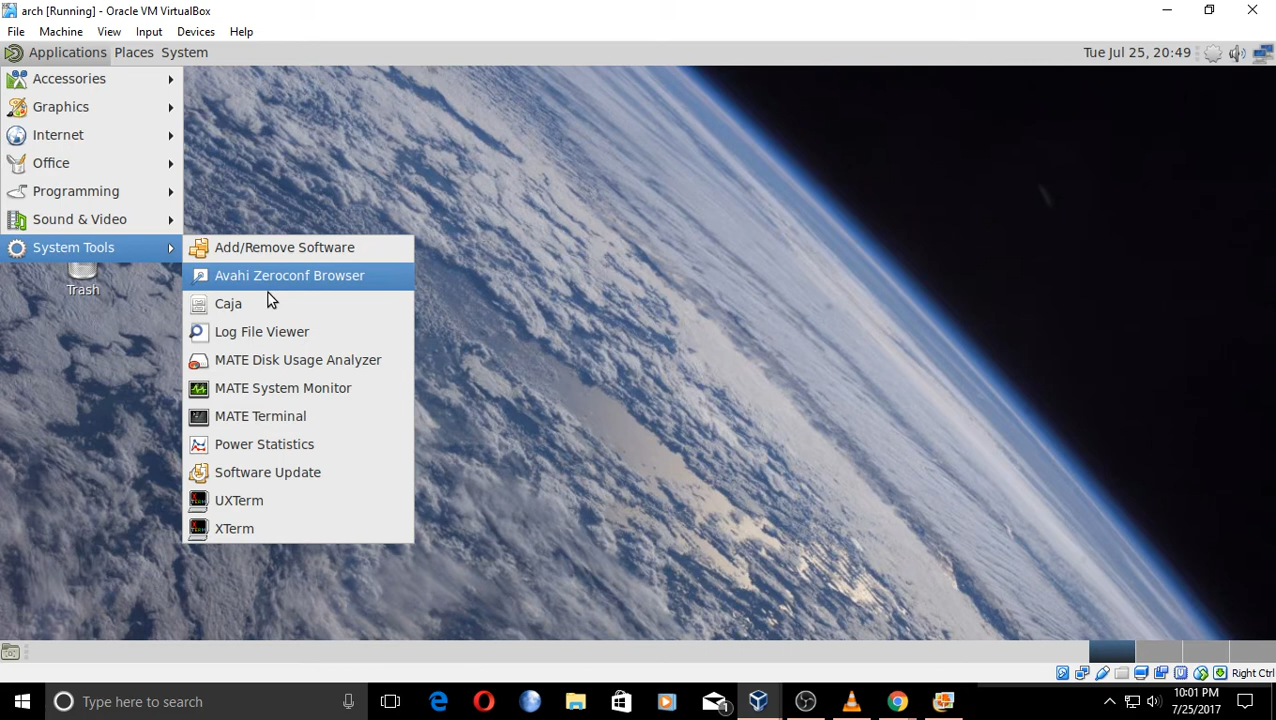 arch [Running] - Oracle VM VirtualBox
File Machine View Input Devices Help
Applications Places System Tue Jul 25, 20:49
Accessories
Graphics
Internet
Office
Programming
Sound & Video
System Tools
Add/Remove Software
Avahi Zeroconf Browser
Caja
Log File Viewer
MATE Disk Usage Analyzer
MATE System Monitor
MATE Terminal
Power Statistics
Software Update
UXTerm
XTerm
Trash
Right Ctrl
Type here to search
1
10:01 PM
7/25/2017